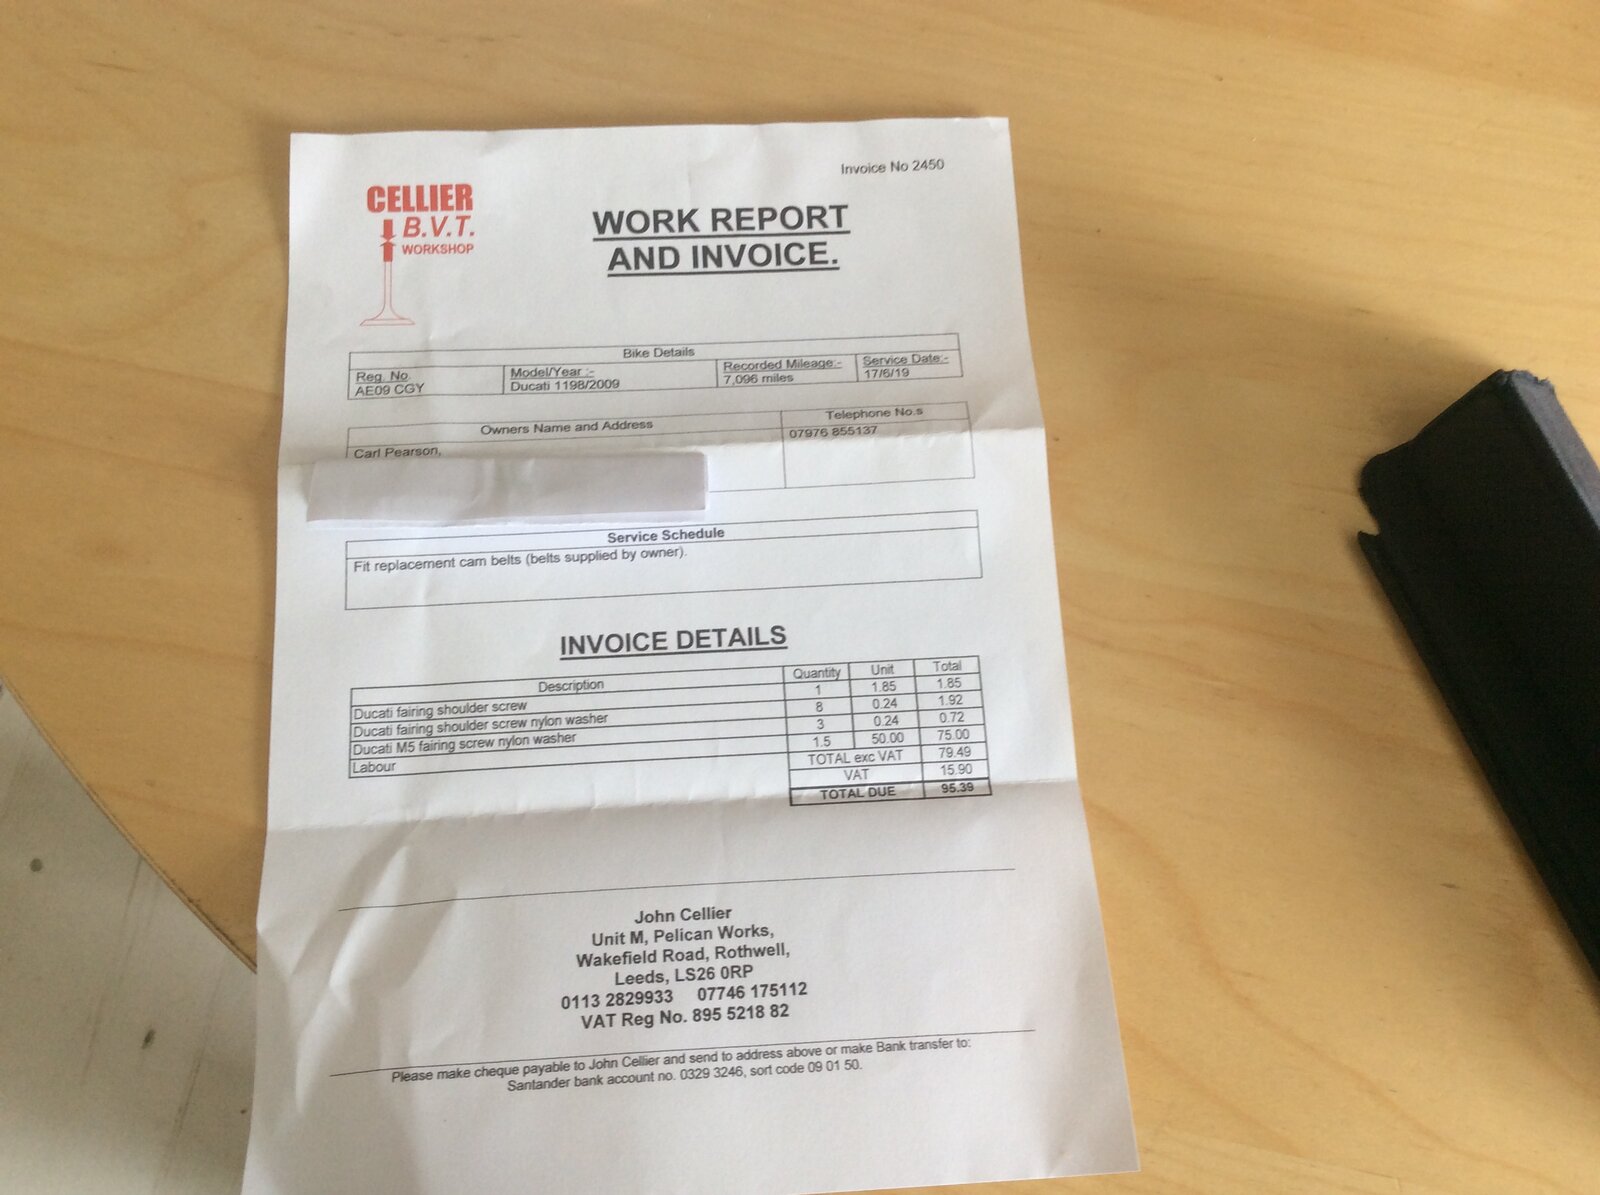 Invoice No 2450
CELLIER
B.V.T.
WORKSHOP
WORK REPORT
AND INVOICE.
Bike Details
Reg. No. Model/Year :- Recorded Mileage:- Service Date:-
AE09 CGY Ducati 1198/2009 7,096 miles 17/6/19
Owners Name and Address Telephone No.s
Carl Pearson, 07976 855137
Service Schedule
Fit replacement cam belts (belts supplied by owner).
INVOICE DETAILS
Description Quantity Unit Total
Ducati fairing shoulder screw 1 1.85 1.85
Ducati fairing shoulder screw nylon washer 8 0.24 1.92
Ducati M5 fairing screw nylon washer 3 0.24 0.72
Labour 1.5 50.00 75.00
TOTAL exc VAT 79.49
VAT 15.90
TOTAL DUE 95.39
John Cellier
Unit M, Pelican Works,
Wakefield Road, Rothwell,
Leeds, LS26 0RP
0113 2829933 07746 175112
VAT Reg No. 895 5218 82
Please make cheque payable to John Cellier and send to address above or make Bank transfer to:
Santander bank account no. 0329 3246, sort code 09 01 50.